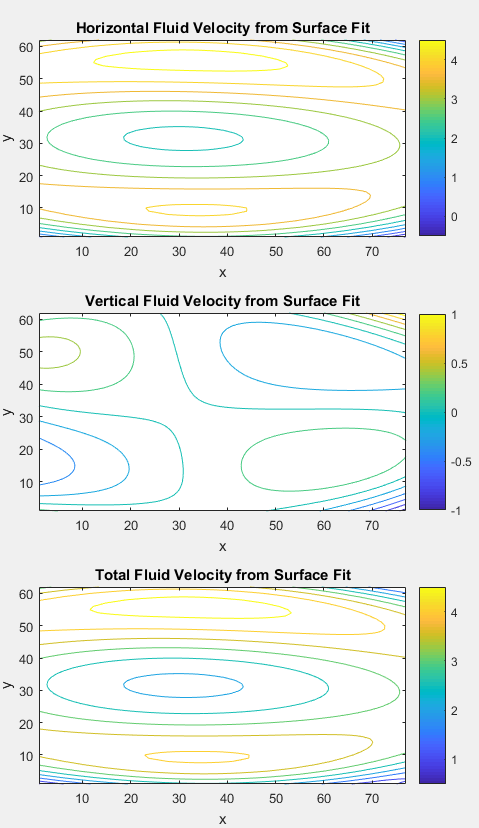 Horizontal Fluid Velocity from Surface Fit
60
50
40
30
20
10
y
10 20 30 40 50 60 70
x
4
3
2
1
0
Vertical Fluid Velocity from Surface Fit
60
50
40
30
20
10
y
10 20 30 40 50 60 70
x
1
0.5
0
-0.5
-1
Total Fluid Velocity from Surface Fit
60
50
40
30
20
10
y
10 20 30 40 50 60 70
x
4
3
2
1